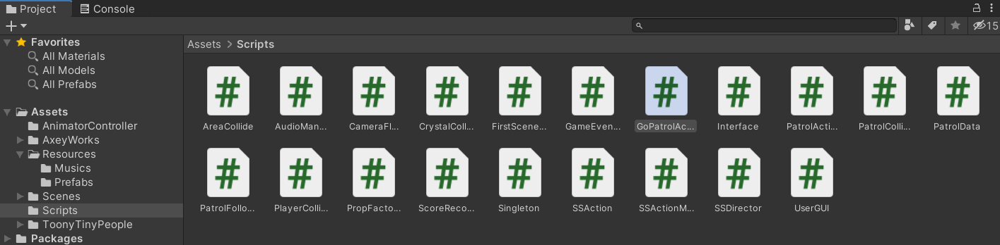 Project
Console
15
Favorites
All Materials
All Models
All Prefabs
Assets
AnimatorController
AxeyWorks
Resources
Musics
Prefabs
Scenes
Scripts
ToonyTinyPeople
Packages
Assets > Scripts
AreaCollide AudioMan... CameraFl... CrystalColl... FirstScene... GameEven... GoPatrolAc... Interface PatrolActi... PatrolColli... PatrolData
PatrolFollo... PlayerColli... PropFacto... ScoreReco... Singleton SSAction SSActionM... SSDirector UserGUI